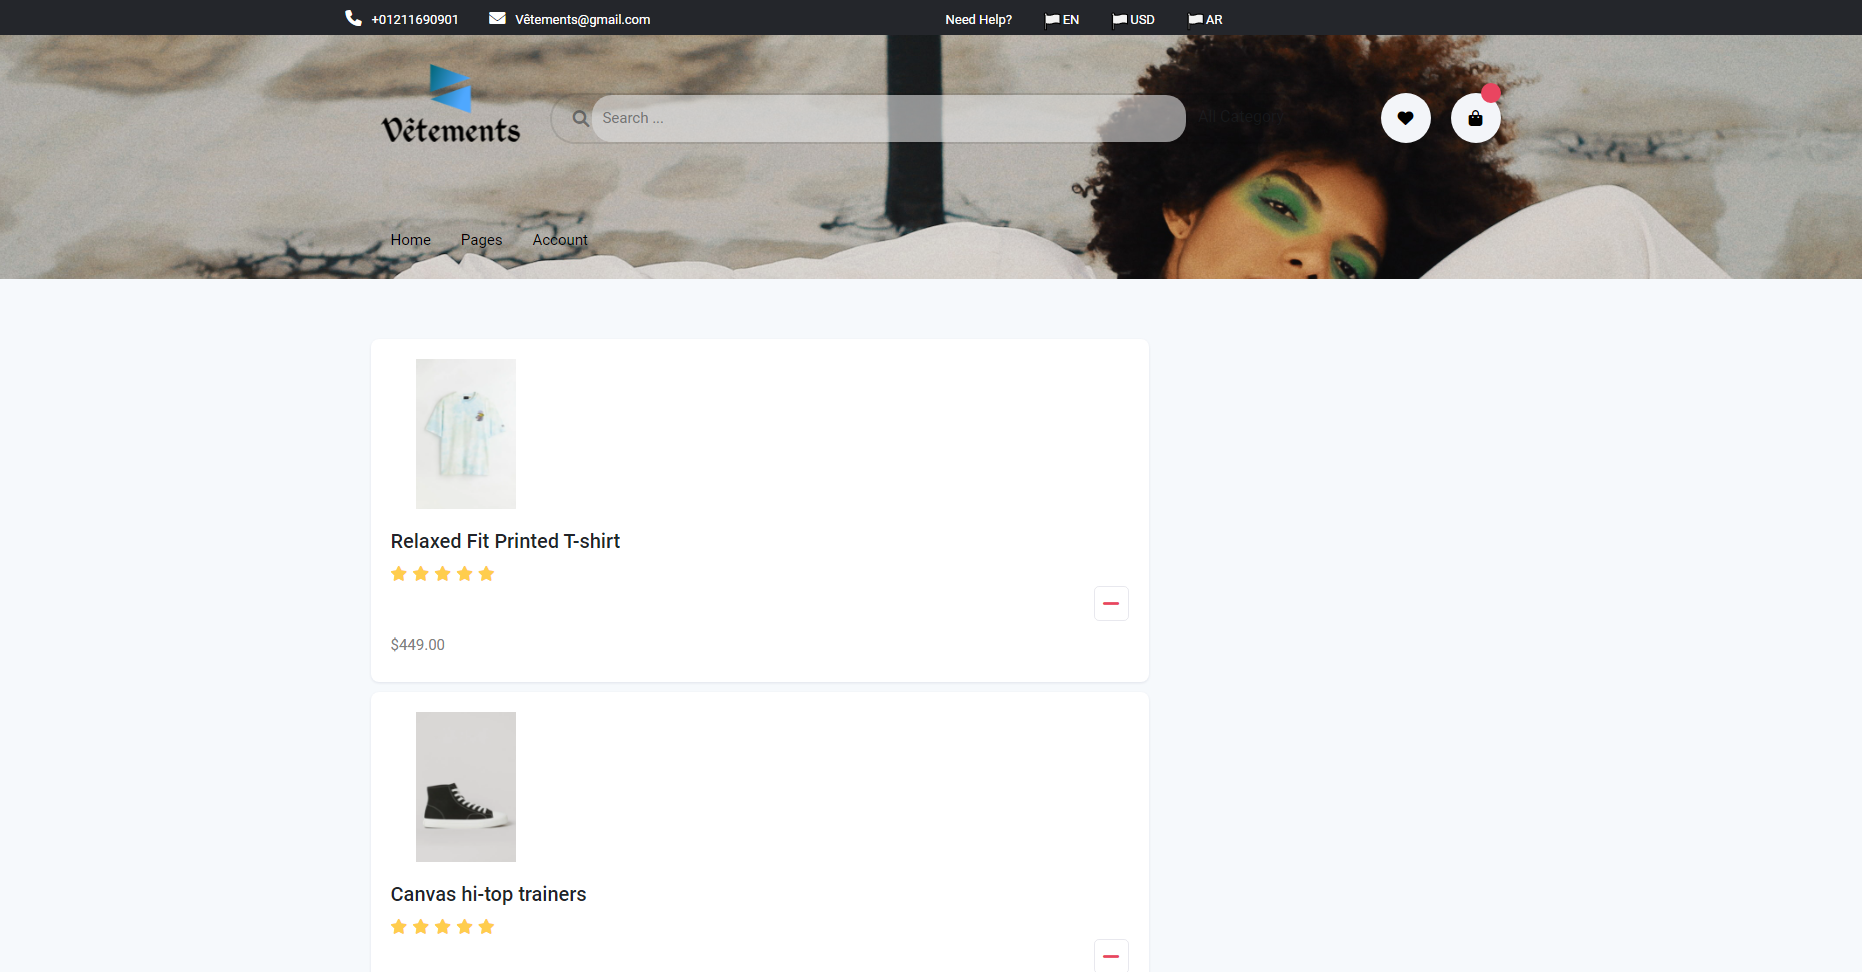 +01211690901 Vêtements@gmail.com Need Help? EN USD AR
Vêtements
Search ...
All Category
Home Pages Account
Relaxed Fit Printed T-shirt
$449.00
Canvas hi-top trainers